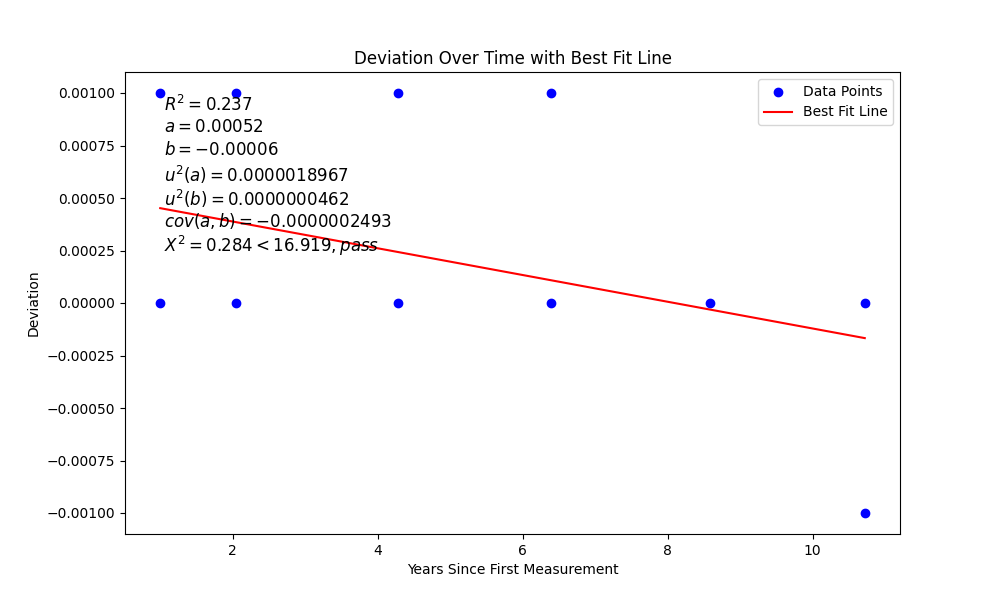 Deviation Over Time with Best Fit Line
Data Points
Best Fit Line
R² = 0.237
a = 0.00052
b = −0.00006
u²(a) = 0.0000018967
u²(b) = 0.0000000462
cov(a, b) = −0.0000002493
X² = 0.284 < 16.919, pass
0.00100
0.00075
0.00050
0.00025
0.00000
−0.00025
−0.00050
−0.00075
−0.00100
Deviation
2 4 6 8 10
Years Since First Measurement